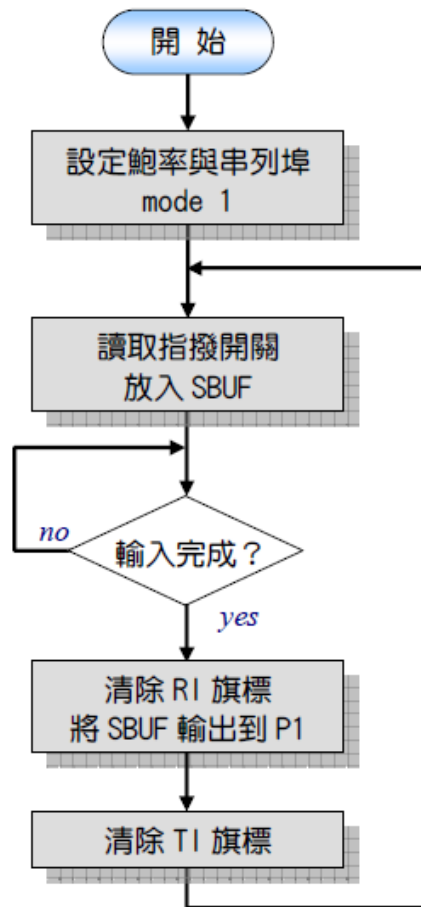 開 始
設定鮑率與串列埠
mode 1
讀取指撥開關
放入 SBUF
no
輸入完成？
yes
清除 RI 旗標
將 SBUF 輸出到 P1
清除 TI 旗標